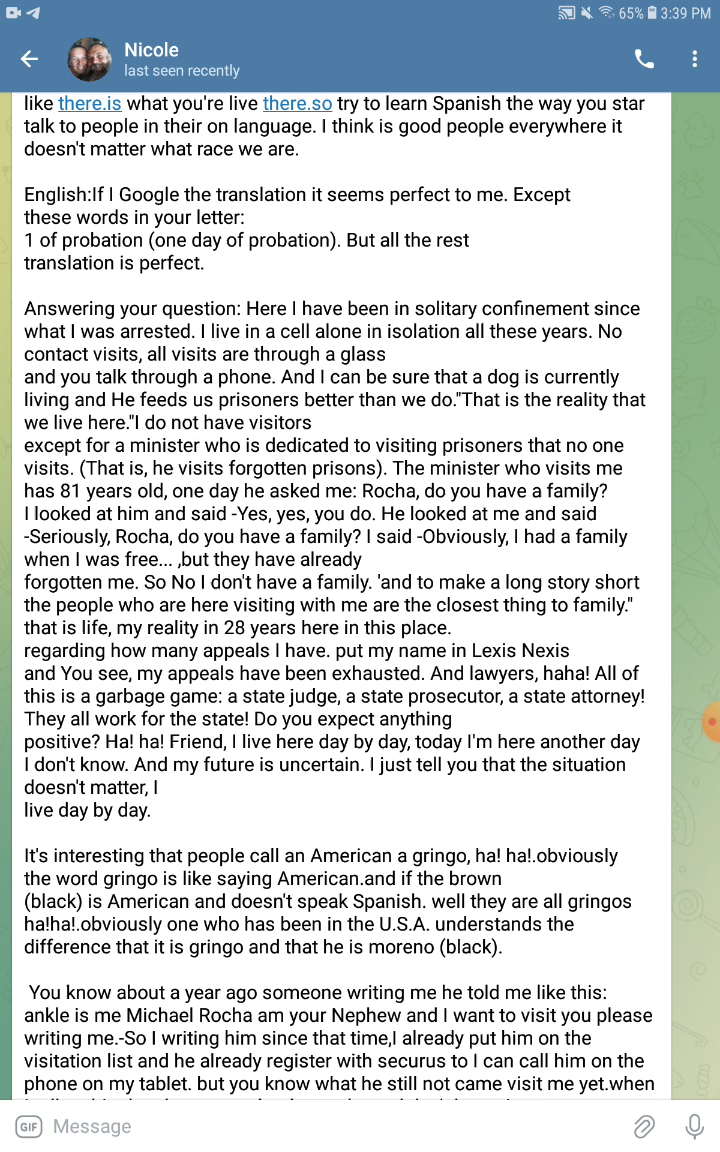 65% 3:39 PM
Nicole
last seen recently
like there.is what you're live there.so try to learn Spanish the way you star
talk to people in their on language. I think is good people everywhere it
doesn't matter what race we are.
English:If I Google the translation it seems perfect to me. Except
these words in your letter:
1 of probation (one day of probation). But all the rest
translation is perfect.
Answering your question: Here I have been in solitary confinement since
what I was arrested. I live in a cell alone in isolation all these years. No
contact visits, all visits are through a glass
and you talk through a phone. And I can be sure that a dog is currently
living and He feeds us prisoners better than we do."That is the reality that
we live here."I do not have visitors
except for a minister who is dedicated to visiting prisoners that no one
visits. (That is, he visits forgotten prisons). The minister who visits me
has 81 years old, one day he asked me: Rocha, do you have a family?
I looked at him and said -Yes, yes, you do. He looked at me and said
-Seriously, Rocha, do you have a family? I said -Obviously, I had a family
when I was free... ,but they have already
forgotten me. So No I don't have a family. 'and to make a long story short
the people who are here visiting with me are the closest thing to family."
that is life, my reality in 28 years here in this place.
regarding how many appeals I have. put my name in Lexis Nexis
and You see, my appeals have been exhausted. And lawyers, haha! All of
this is a garbage game: a state judge, a state prosecutor, a state attorney!
They all work for the state! Do you expect anything
positive? Ha! ha! Friend, I live here day by day, today I'm here another day
I don't know. And my future is uncertain. I just tell you that the situation
doesn't matter, I
live day by day.
It's interesting that people call an American a gringo, ha! ha!.obviously
the word gringo is like saying American.and if the brown
(black) is American and doesn't speak Spanish. well they are all gringos
ha!ha!.obviously one who has been in the U.S.A. understands the
difference that it is gringo and that he is moreno (black).
You know about a year ago someone writing me he told me like this:
ankle is me Michael Rocha am your Nephew and I want to visit you please
writing me.-So I writing him since that time,I already put him on the
visitation list and he already register with securus to I can call him on the
phone on my tablet. but you know what he still not came visit me yet.when
GIF Message